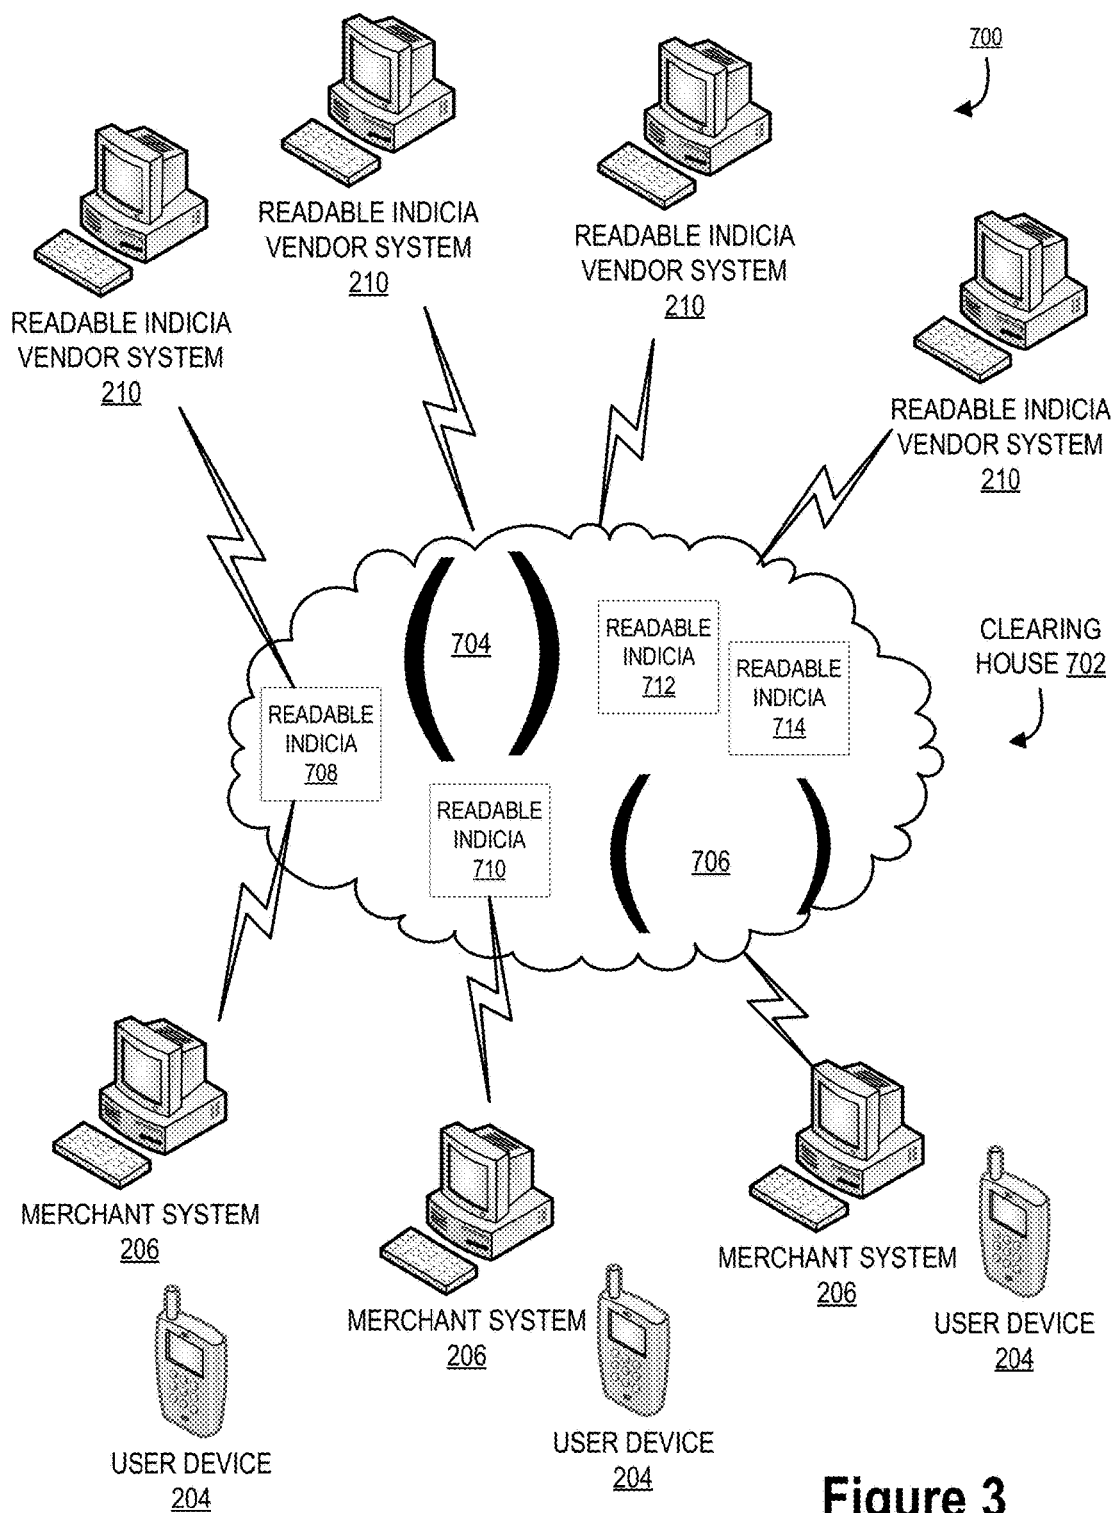 700
READABLE INDICIA
VENDOR SYSTEM
210
READABLE INDICIA
VENDOR SYSTEM
210
READABLE INDICIA
VENDOR SYSTEM
210
READABLE INDICIA
VENDOR SYSTEM
210
704
READABLE
INDICIA
712
READABLE
INDICIA
714
CLEARING
HOUSE 702
READABLE
INDICIA
708
READABLE
INDICIA
710
706
MERCHANT SYSTEM
206
MERCHANT SYSTEM
206
MERCHANT SYSTEM
206
USER DEVICE
204
USER DEVICE
204
USER DEVICE
204
Figure 3